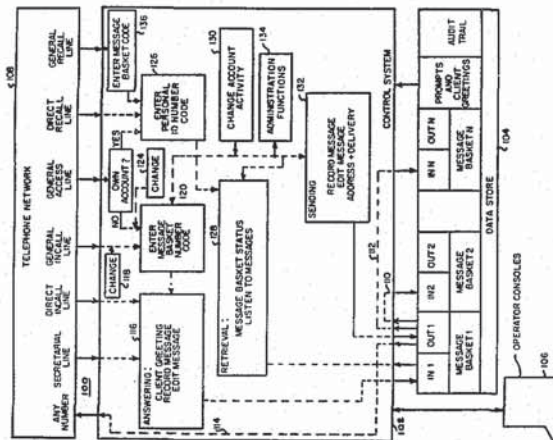 108
TELEPHONE NETWORK
ANY NUMBER
SECRETARIAL LINE
DIRECT INCALL LINE
GENERAL INCALL LINE
GENERAL ACCESS LINE
DIRECT RECALL LINE
GENERAL RECALL LINE
100
136
ENTER MESSAGE
BASKET CODE
118
CHANGE
OWN
ACCOUNT?
YES
NO
124
CHANGE
126
ENTER
PERSONAL
ID NUMBER
CODE
116
ANSWERING:
CLIENT GREETING
RECORD MESSAGE
EDIT MESSAGE
120
ENTER
MESSAGE
BASKET
NUMBER
CODE
128
RETRIEVAL:
MESSAGE BASKET STATUS
LISTEN TO MESSAGES
130
CHANGE ACCOUNT
ACTIVITY
134
ADMINISTRATION
FUNCTIONS
132
SENDING
RECORD MESSAGE
EDIT MESSAGE
ADDRESS + DELIVERY
CONTROL SYSTEM
114
110
112
IN 1
OUT 1
MESSAGE BASKET 1
IN 2
OUT 2
MESSAGE BASKET 2
IN N
OUT N
MESSAGE BASKET N
PROMPTS
AND
CLIENT
GREETINGS
AUDIT
TRAIL
DATA STORE
104
OPERATOR CONSOLES
106